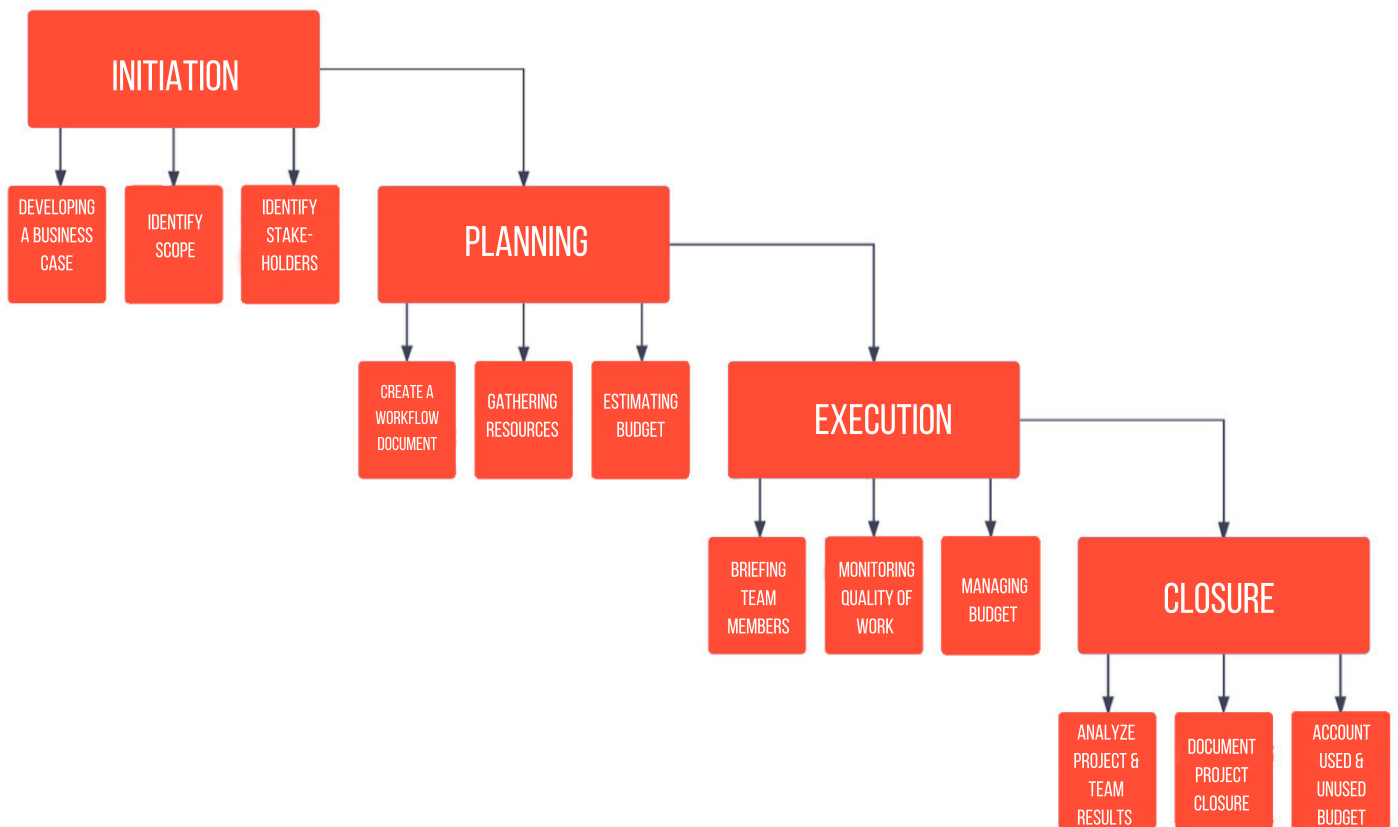 INITIATION
DEVELOPING
A BUSINESS
CASE
IDENTIFY
SCOPE
IDENTIFY
STAKE-
HOLDERS
PLANNING
CREATE A
WORKFLOW
DOCUMENT
GATHERING
RESOURCES
ESTIMATING
BUDGET
EXECUTION
BRIEFING
TEAM
MEMBERS
MONITORING
QUALITY OF
WORK
MANAGING
BUDGET
CLOSURE
ANALYZE
PROJECT &
TEAM
RESULTS
DOCUMENT
PROJECT
CLOSURE
ACCOUNT
USED &
UNUSED
BUDGET